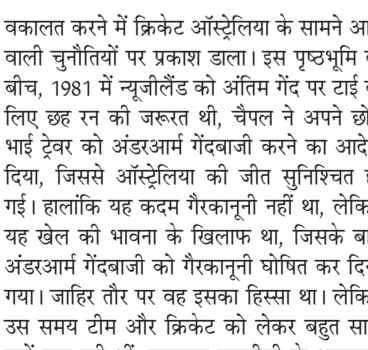 वकालत करने में क्रिकेट ऑस्ट्रेलिया के सामने आ
वाली चुनौतियों पर प्रकाश डाला। इस पृष्ठभूमि
बीच, 1981 में न्यूजीलैंड को अंतिम गेंद पर टाई
लिए छह रन की जरूरत थी, चैपल ने अपने छो
भाई ट्रेवर को अंडरआर्म गेंदबाजी करने का आदे
दिया, जिससे ऑस्ट्रेलिया की जीत सुनिश्चित
गई। हालांकि यह कदम गैरकानूनी नहीं था, लेकि
यह खेल की भावना के खिलाफ था, जिसके बा
अंडरआर्म गेंदबाजी को गैरकानूनी घोषित कर दि
गया। जाहिर तौर पर वह इसका हिस्सा था। लेकि
उस समय टीम और क्रिकेट को लेकर बहुत सा